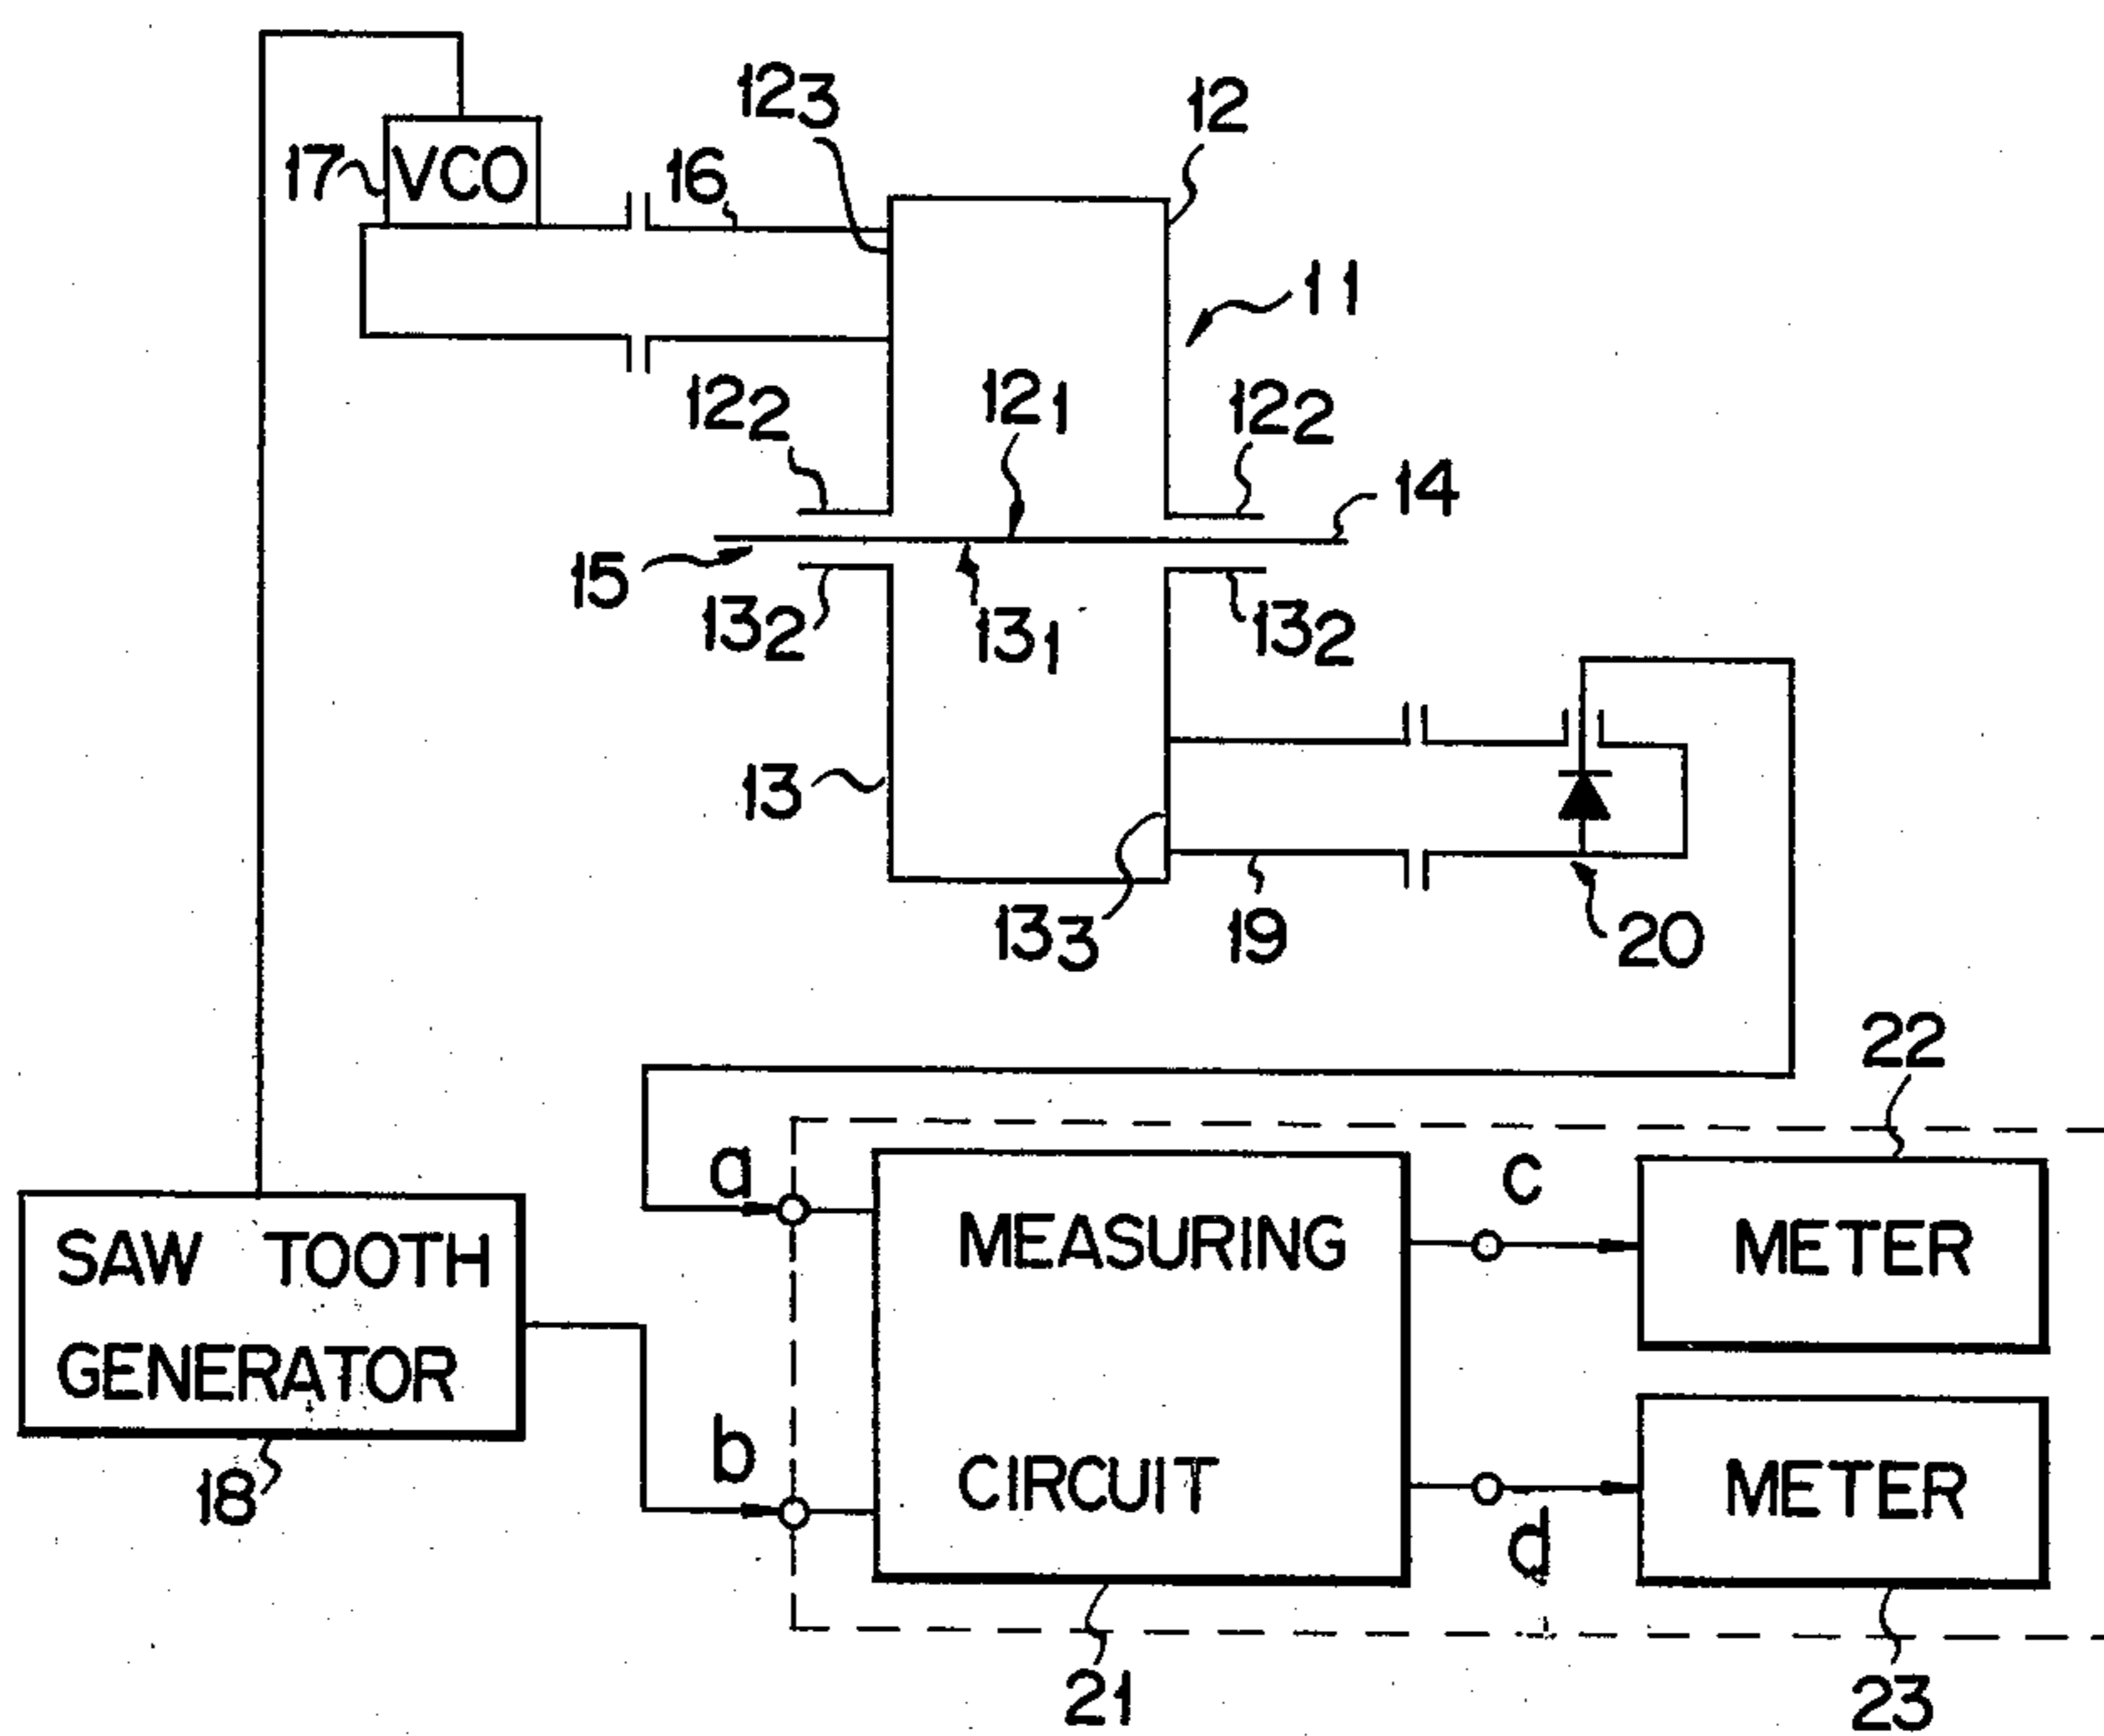 12₃
12
17
VCO
16
11
12₂
12₁
12₂
14
15
13₂
13₁
13₂
13
13₃
19
20
22
a
c
SAW TOOTH
GENERATOR
MEASURING
CIRCUIT
METER
b
d
METER
18
21
23